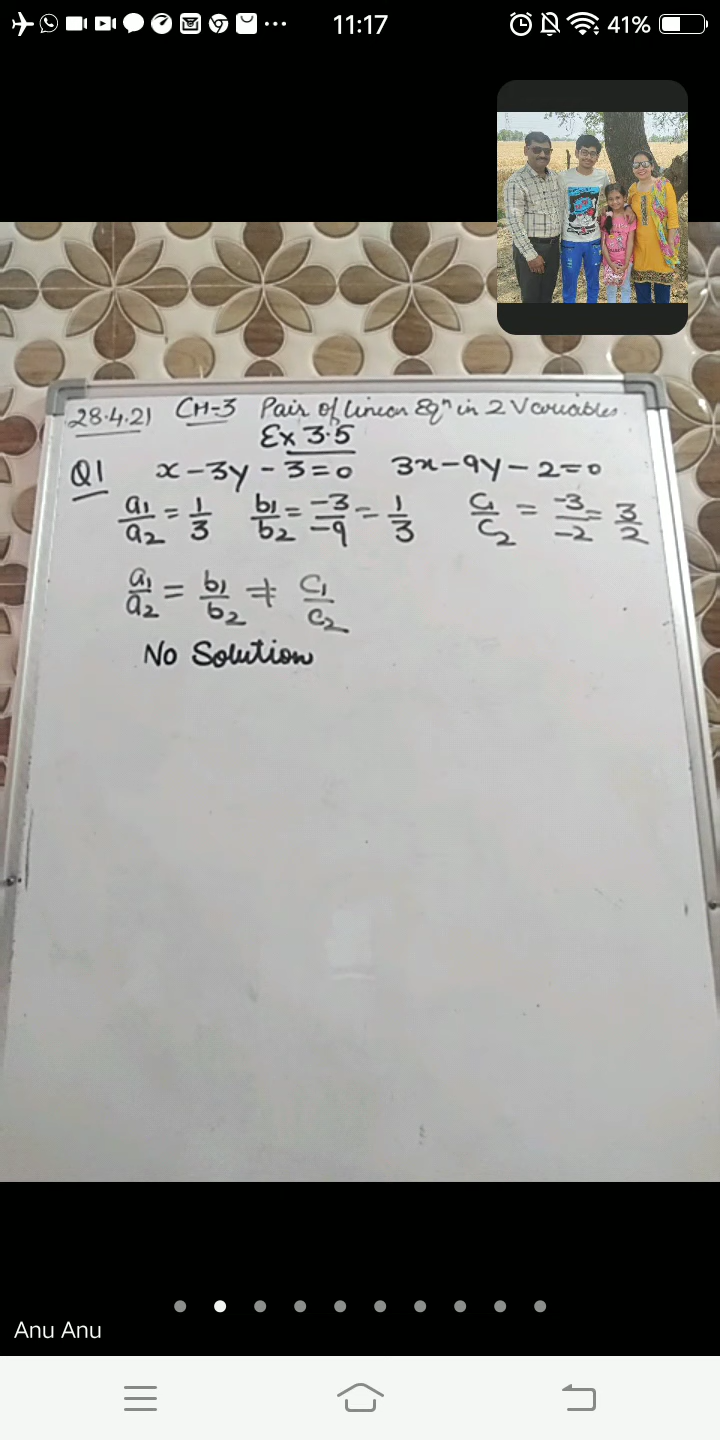 11:17
41%
28.4.21 CH-3 Pair of linear Eqⁿ in 2 Variables.
Ex 3.5
Q1 x-3y-3=0 3x-9y-2=0
a₁/a₂ = 1/3 b₁/b₂ = -3/-9 = 1/3 c₁/c₂ = -3/-2 = 3/2
a₁/a₂ = b₁/b₂ ≠ c₁/c₂
No Solution
Anu Anu